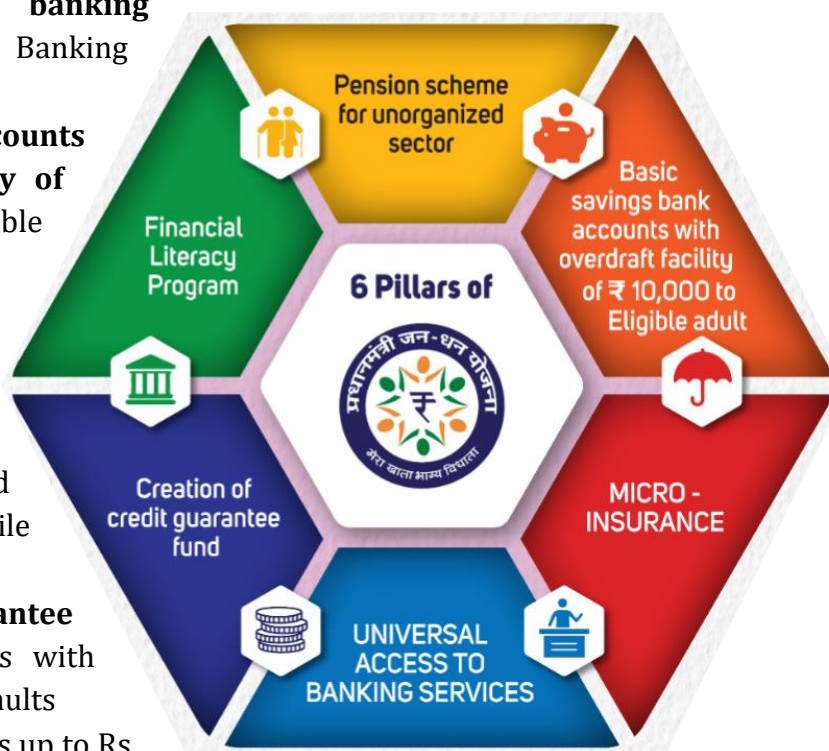 banking
Banking
counts
y of
ble
d
ile
antee
s with
aults
s up to Rs
Pension scheme
for unorganized
sector
Basic
savings bank
accounts with
overdraft facility
of ₹ 10,000 to
Eligible adult
Financial
Literacy
Program
6 Pillars of
प्रधानमंत्री जन-धन योजना
₹
मेरा खाता भाग्य विधाता
Creation of
credit guarantee
fund
MICRO -
INSURANCE
UNIVERSAL
ACCESS TO
BANKING SERVICES